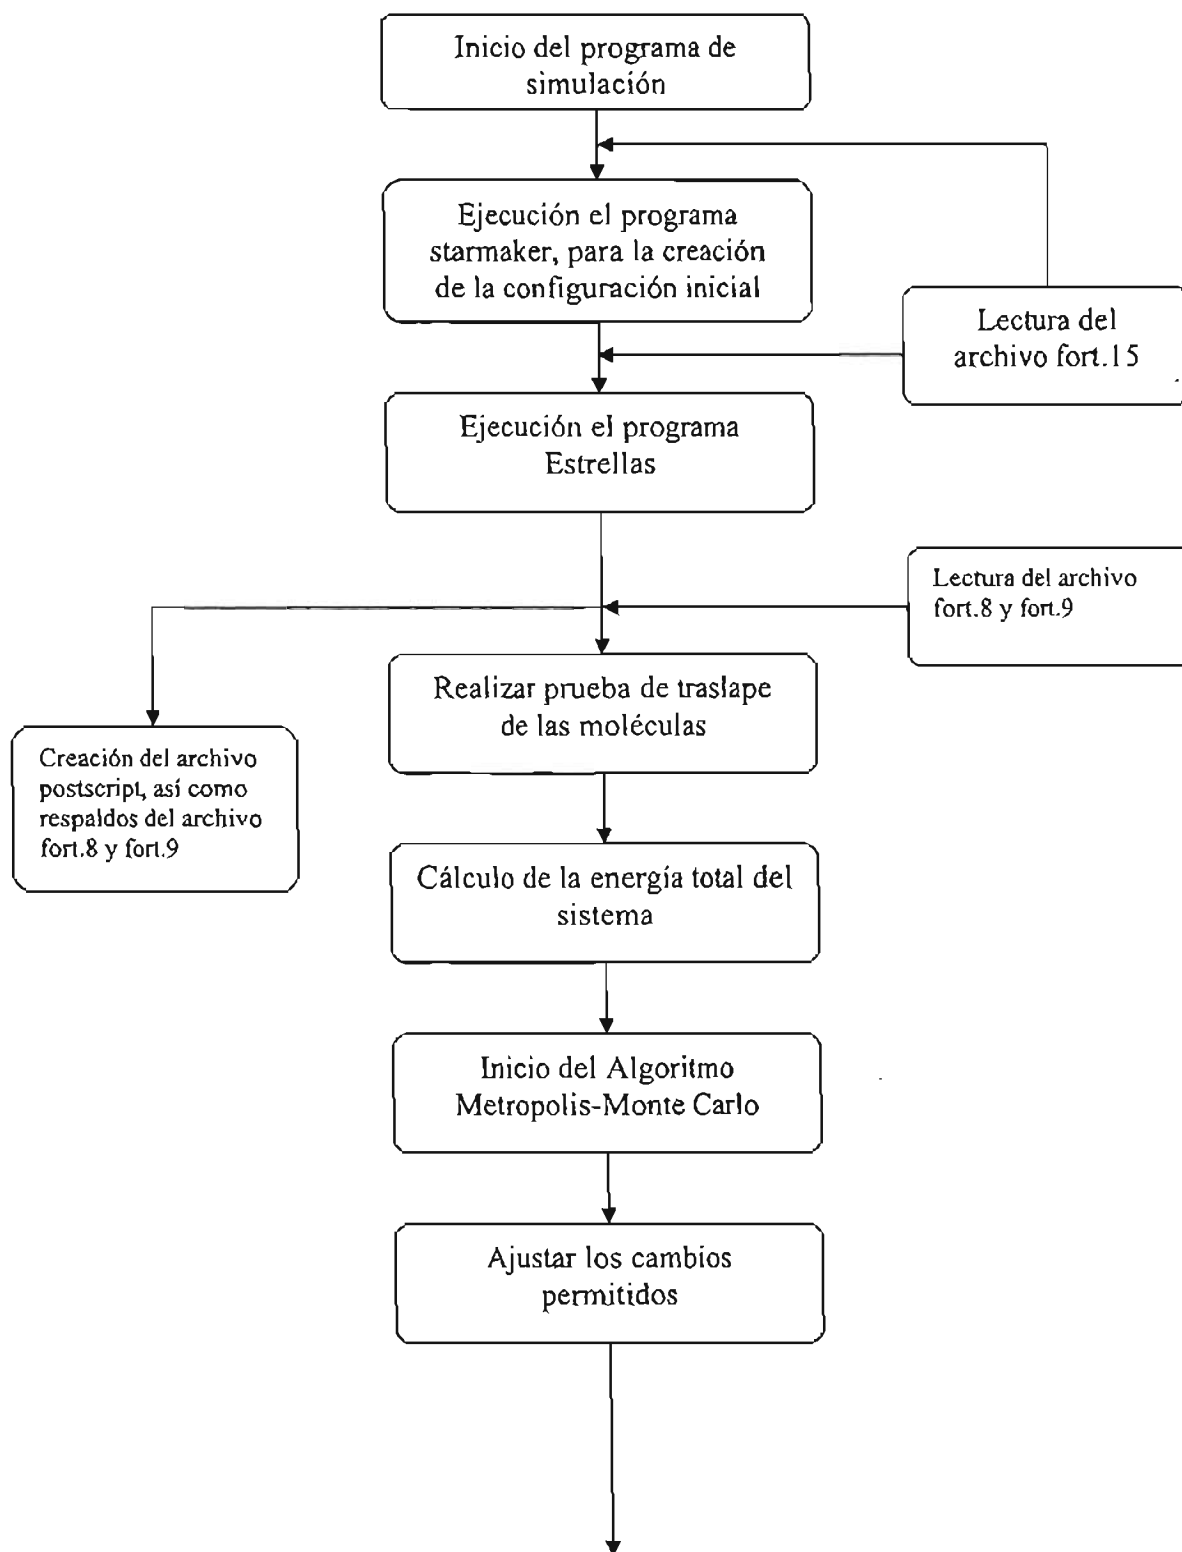 Inicio del programa de
simulación
Ejecución el programa
starmaker, para la creación
de la configuración inicial
Lectura del
archivo fort.15
Ejecución el programa
Estrellas
Lectura del archivo
fort.8 y fort.9
Realizar prueba de traslape
de las moléculas
Creación del archivo
postscript, así como
respaldos del archivo
fort.8 y fort.9
Cálculo de la energía total del
sistema
Inicio del Algoritmo
Metropolis-Monte Carlo
Ajustar los cambios
permitidos